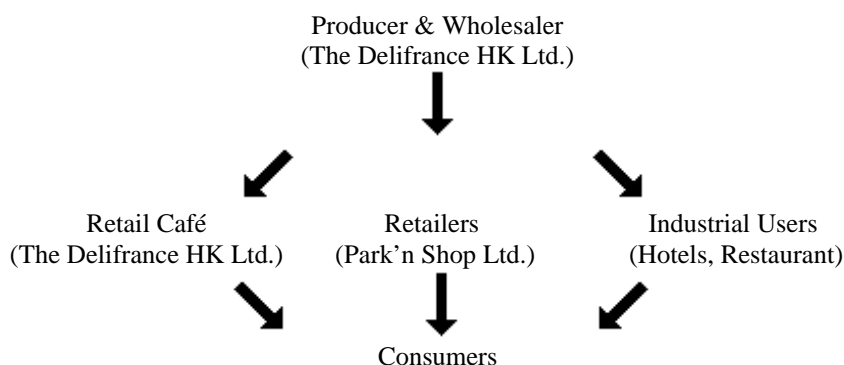 Producer & Wholesaler
(The Delifrance HK Ltd.)
Retail Café
(The Delifrance HK Ltd.)
Retailers
(Park’n Shop Ltd.)
Industrial Users
(Hotels, Restaurant)
Consumers